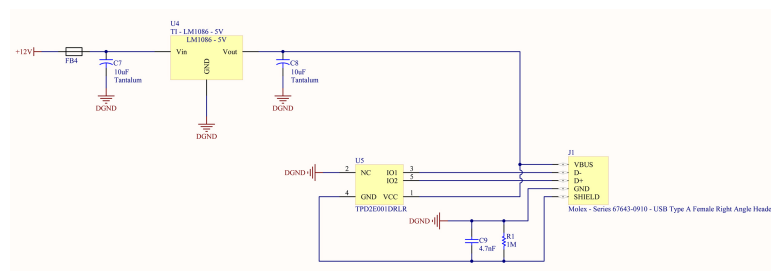 U4
TI - LM1086 - 5V
LM1086 - 5V
+12V
FB4
Vin
Vout
GND
C7
10uF
Tantalum
C8
10uF
Tantalum
DGND
DGND
DGND
J1
U5
DGND
2
NC
IO1
3
IO2
5
4
GND
VCC
1
TPD2E001DRLR
VBUS
D-
D+
GND
SHIELD
Molex - Series 67643-0910 - USB Type A Female Right Angle Heade
DGND
C9
4.7nF
R1
1M